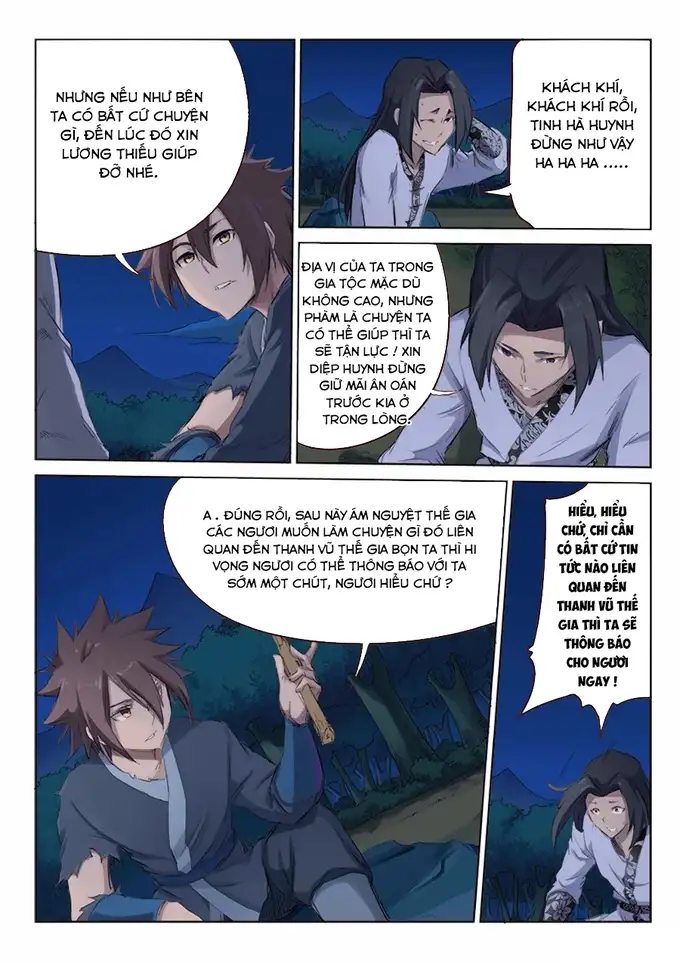 NHƯNG NẾU NHƯ BÊN
TA CÓ BẤT CỨ CHUYỆN
GÌ, ĐẾN LÚC ĐÓ XIN
LƯƠNG THIẾU GIÚP
ĐỠ NHÉ.
KHÁCH KHÍ,
KHÁCH KHÍ RỒI,
TINH HÀ HUYNH
ĐỪNG NHƯ VẬY
HA HA HA .....
ĐỊA VỊ CỦA TA TRONG
GIA TỘC MẶC DÙ
KHÔNG CAO, NHƯNG
PHÀM LÀ CHUYỆN TA
CÓ THỂ GIÚP THÌ TA
SẼ TẬN LỰC ! XIN
DIỆP HUYNH ĐỪNG
GIỮ MÃI ÂN OÁN
TRƯỚC KIA Ở
TRONG LÒNG.
A . ĐÚNG RỒI, SAU NÀY ÁM NGUYỆT THẾ GIA
CÁC NGƯƠI MUỐN LÀM CHUYỆN GÌ ĐÓ LIÊN
QUAN ĐẾN THANH VŨ THẾ GIA BỌN TA THÌ HI
VỌNG NGƯƠI CÓ THỂ THÔNG BÁO VỚI TA
SỚM MỘT CHÚT, NGƯƠI HIỂU CHỨ ?
HIỂU, HIỂU
CHỨ, CHỈ CẦN
CÓ BẤT CỨ TIN
TỨC NÀO LIÊN
QUAN ĐẾN
THANH VŨ THẾ
GIA THÌ TA SẼ
THÔNG BÁO
CHO NGƯƠI
NGAY !